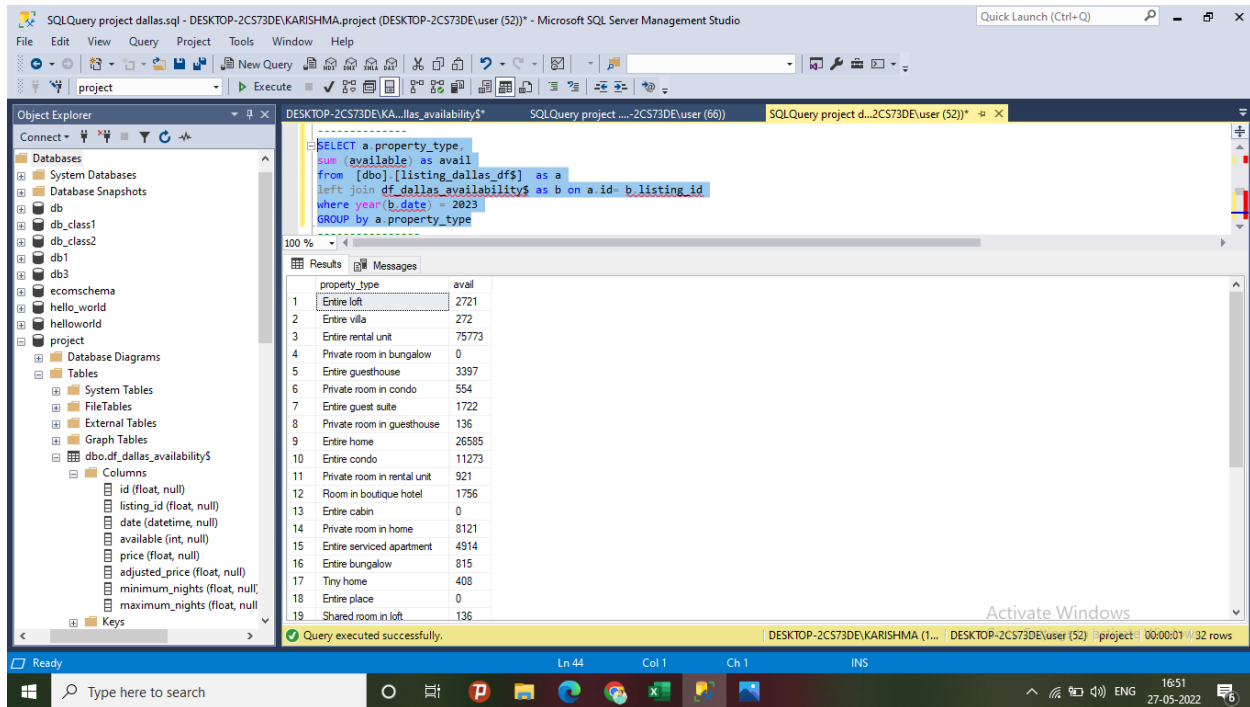 SQLQuery project dallas.sql - DESKTOP-2CS73DE\KARISHMA.project (DESKTOP-2CS73DE\user (52))* - Microsoft SQL Server Management Studio
Quick Launch (Ctrl+Q)
File Edit View Query Project Tools Window Help
New Query
project
Execute
Object Explorer
DESKTOP-2CS73DE\KA...llas_availability$*
SQLQuery project ....-2CS73DE\user (66))
SQLQuery project d...2CS73DE\user (52))*
Connect
Databases
System Databases
Database Snapshots
db
db_class1
db_class2
db1
db3
ecomschema
hello_world
helloworld
project
Database Diagrams
Tables
System Tables
FileTables
External Tables
Graph Tables
dbo.df_dallas_availability$
Columns
id (float, null)
listing_id (float, null)
date (datetime, null)
available (int, null)
price (float, null)
adjusted_price (float, null)
minimum_nights (float, null)
maximum_nights (float, null
Keys
--------------
SELECT a.property_type,
sum (available) as avail
from [dbo].[listing_dallas_df$] as a
left join df_dallas_availability$ as b on a.id= b.listing_id
where year(b.date) = 2023
GROUP by a.property_type
----------------
100 %
Results Messages
property_type avail
1 Entire loft 2721
2 Entire villa 272
3 Entire rental unit 75773
4 Private room in bungalow 0
5 Entire guesthouse 3397
6 Private room in condo 554
7 Entire guest suite 1722
8 Private room in guesthouse 136
9 Entire home 26585
10 Entire condo 11273
11 Private room in rental unit 921
12 Room in boutique hotel 1756
13 Entire cabin 0
14 Private room in home 8121
15 Entire serviced apartment 4914
16 Entire bungalow 815
17 Tiny home 408
18 Entire place 0
19 Shared room in loft 136
Activate Windows
Query executed successfully.
DESKTOP-2CS73DE\KARISHMA (1... DESKTOP-2CS73DE\user (52) project 00:00:01 32 rows
Ready
Ln 44 Col 1 Ch 1 INS
Type here to search
ENG
16:51
27-05-2022
6